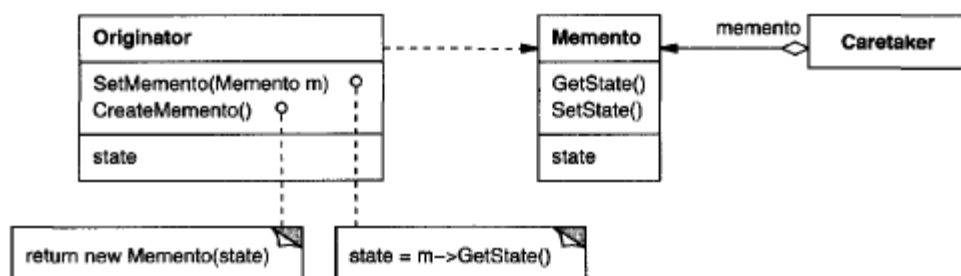 Originator
SetMemento(Memento m)
CreateMemento()
state
return new Memento(state)
state = m->GetState()
Memento
GetState()
SetState()
state
memento
Caretaker